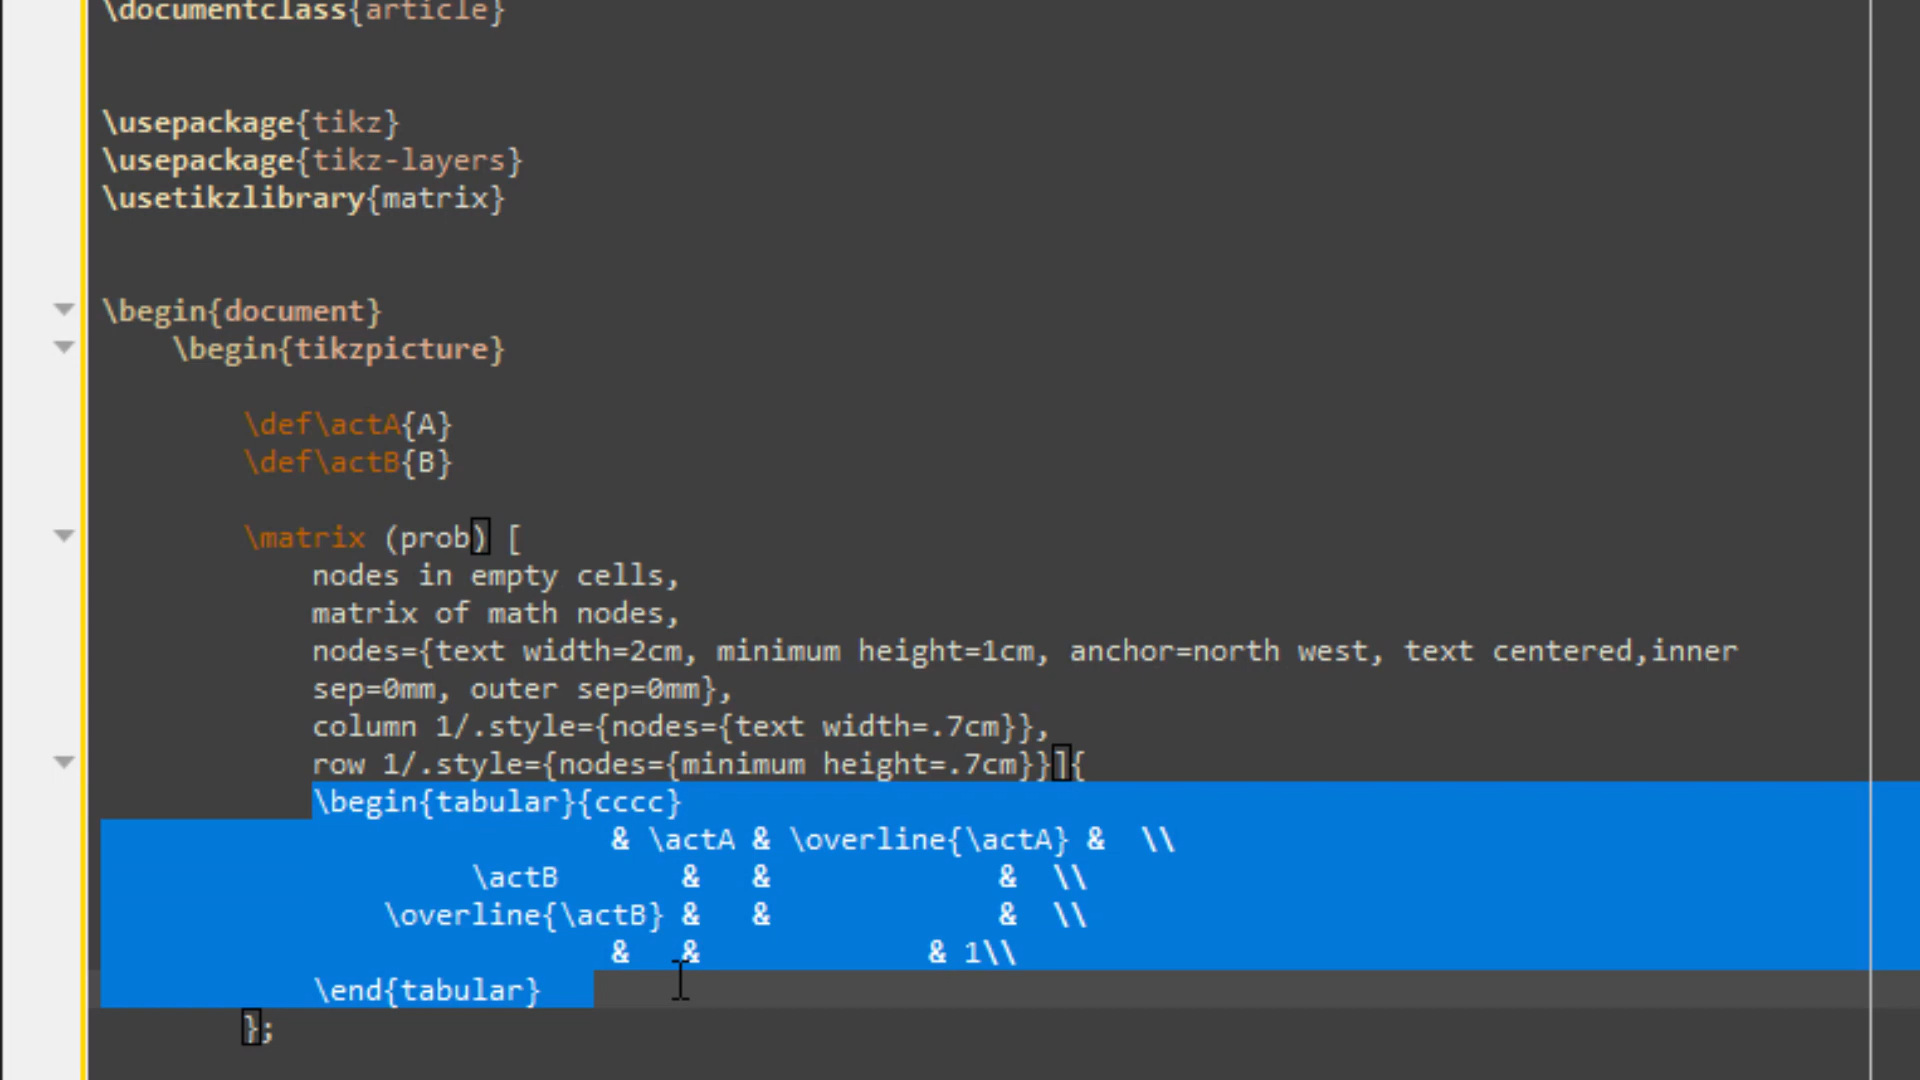 \documentclass{article}
\usepackage{tikz}
\usepackage{tikz-layers}
\usetikzlibrary{matrix}
\begin{document}
\begin{tikzpicture}
\def\actA{A}
\def\actB{B}
\matrix (prob) [
nodes in empty cells,
matrix of math nodes,
nodes={text width=2cm, minimum height=1cm, anchor=north west, text centered,inner
sep=0mm, outer sep=0mm},
column 1/.style={nodes={text width=.7cm}},
row 1/.style={nodes={minimum height=.7cm}}]{
\begin{tabular}{cccc}
& \actA & \overline{\actA} & \\
\actB & & & \\
\overline{\actB} & & & \\
& & & 1\\
\end{tabular}
};